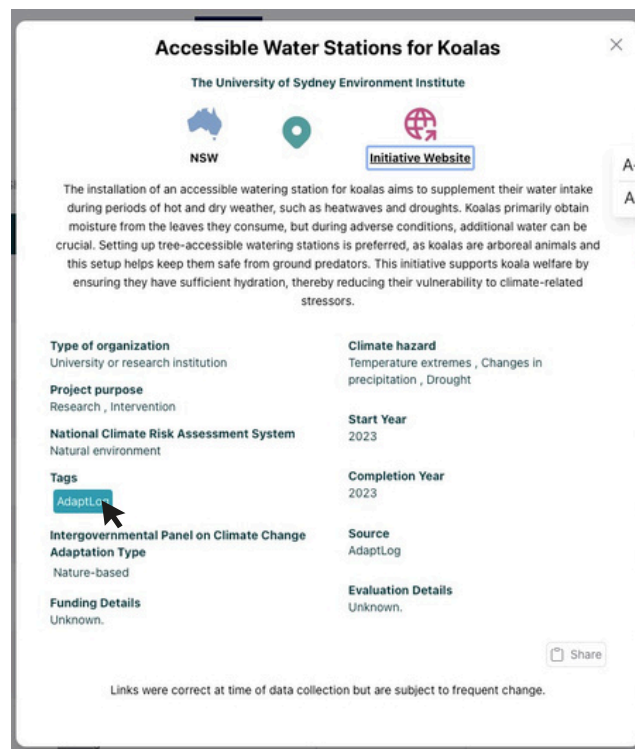 Accessible Water Stations for Koalas
The University of Sydney Environment Institute
NSW
Initiative Website
The installation of an accessible watering station for koalas aims to supplement their water intake
during periods of hot and dry weather, such as heatwaves and droughts. Koalas primarily obtain
moisture from the leaves they consume, but during adverse conditions, additional water can be
crucial. Setting up tree-accessible watering stations is preferred, as koalas are arboreal animals and
this setup helps keep them safe from ground predators. This initiative supports koala welfare by
ensuring they have sufficient hydration, thereby reducing their vulnerability to climate-related
stressors.
Type of organization
University or research institution
Project purpose
Research , Intervention
National Climate Risk Assessment System
Natural environment
Tags
AdaptLog
Intergovernmental Panel on Climate Change
Adaptation Type
Nature-based
Funding Details
Unknown.
Climate hazard
Temperature extremes , Changes in
precipitation , Drought
Start Year
2023
Completion Year
2023
Source
AdaptLog
Evaluation Details
Unknown.
Share
Links were correct at time of data collection but are subject to frequent change.